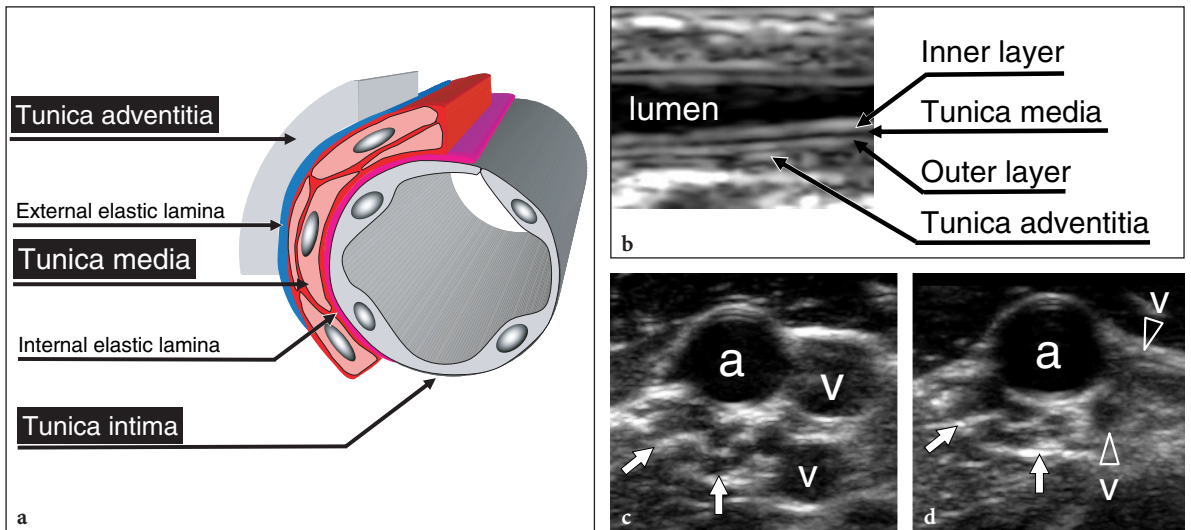 Tunica adventitia
External elastic lamina
Tunica media
Internal elastic lamina
Tunica intima
a
lumen
Inner layer
Tunica media
Outer layer
Tunica adventitia
b
a
v
v
c
a
v
v
d